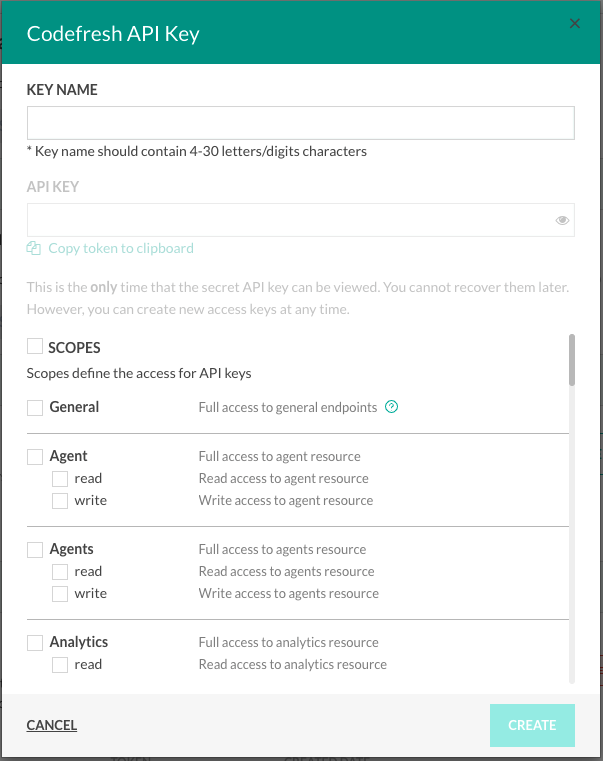 Codefresh API Key
KEY NAME
* Key name should contain 4-30 letters/digits characters
API KEY
Copy token to clipboard
This is the only time that the secret API key can be viewed. You cannot recover them later.
However, you can create new access keys at any time.
SCOPES
Scopes define the access for API keys
General Full access to general endpoints
Agent Full access to agent resource
read Read access to agent resource
write Write access to agent resource
Agents Full access to agents resource
read Read access to agents resource
write Write access to agents resource
Analytics Full access to analytics resource
read Read access to analytics resource
CANCEL CREATE
TOKEN CREATED DATE